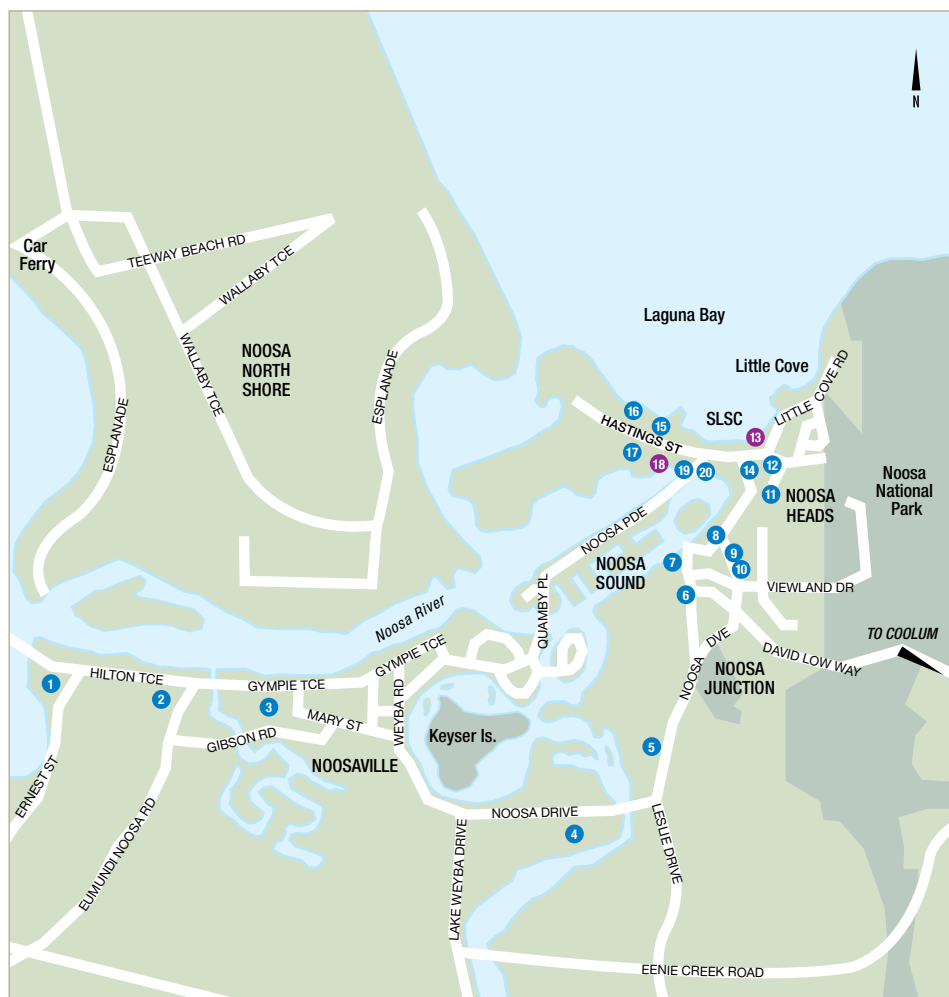 N
Car
Ferry
TEEWAY BEACH RD
WALLABY TCE
WALLABY TCE
NOOSA
NORTH
SHORE
ESPLANADE
ESPLANADE
Laguna Bay
Little Cove
LITTLE COVE RD
SLSC
HASTINGS ST
16
15
13
17
18
19
20
14
12
11
NOOSA
HEADS
Noosa
National
Park
NOOSA PDE
8
9
10
7
NOOSA
SOUND
6
VIEWLAND DR
QUAMBY PL
Noosa River
TO COOLUM
DAVID LOW WAY
NOOSA DVE
NOOSA
JUNCTION
GYMPIE TCE
HILTON TCE
GYMPIE TCE
1
2
3
MARY ST
WEYBA RD
GIBSON RD
NOOSAVILLE
Keyser Is.
5
ERNEST ST
EUMUNDI NOOSA RD
NOOSA DRIVE
4
LAKE WEYBA DRIVE
LESLIE DRIVE
EENIE CREEK ROAD